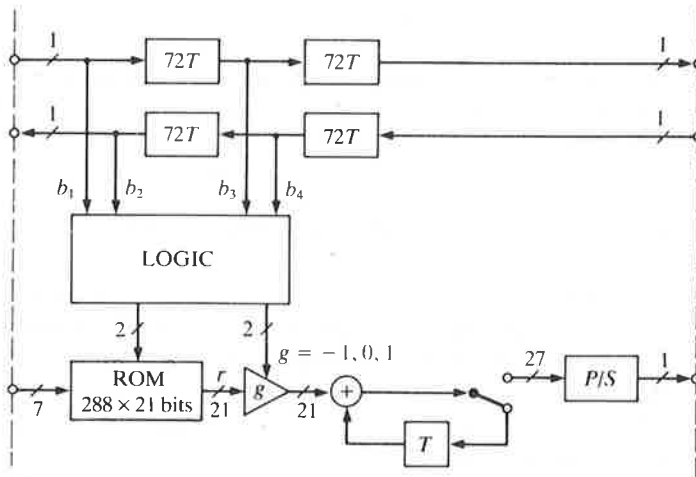 1 1
72T 72T
1 1
72T 72T
b1 b2 b3 b4
LOGIC
2 2
g = −1, 0, 1
ROM
288 × 21 bits
7
r
21
g
21
+
27
P/S
1
T